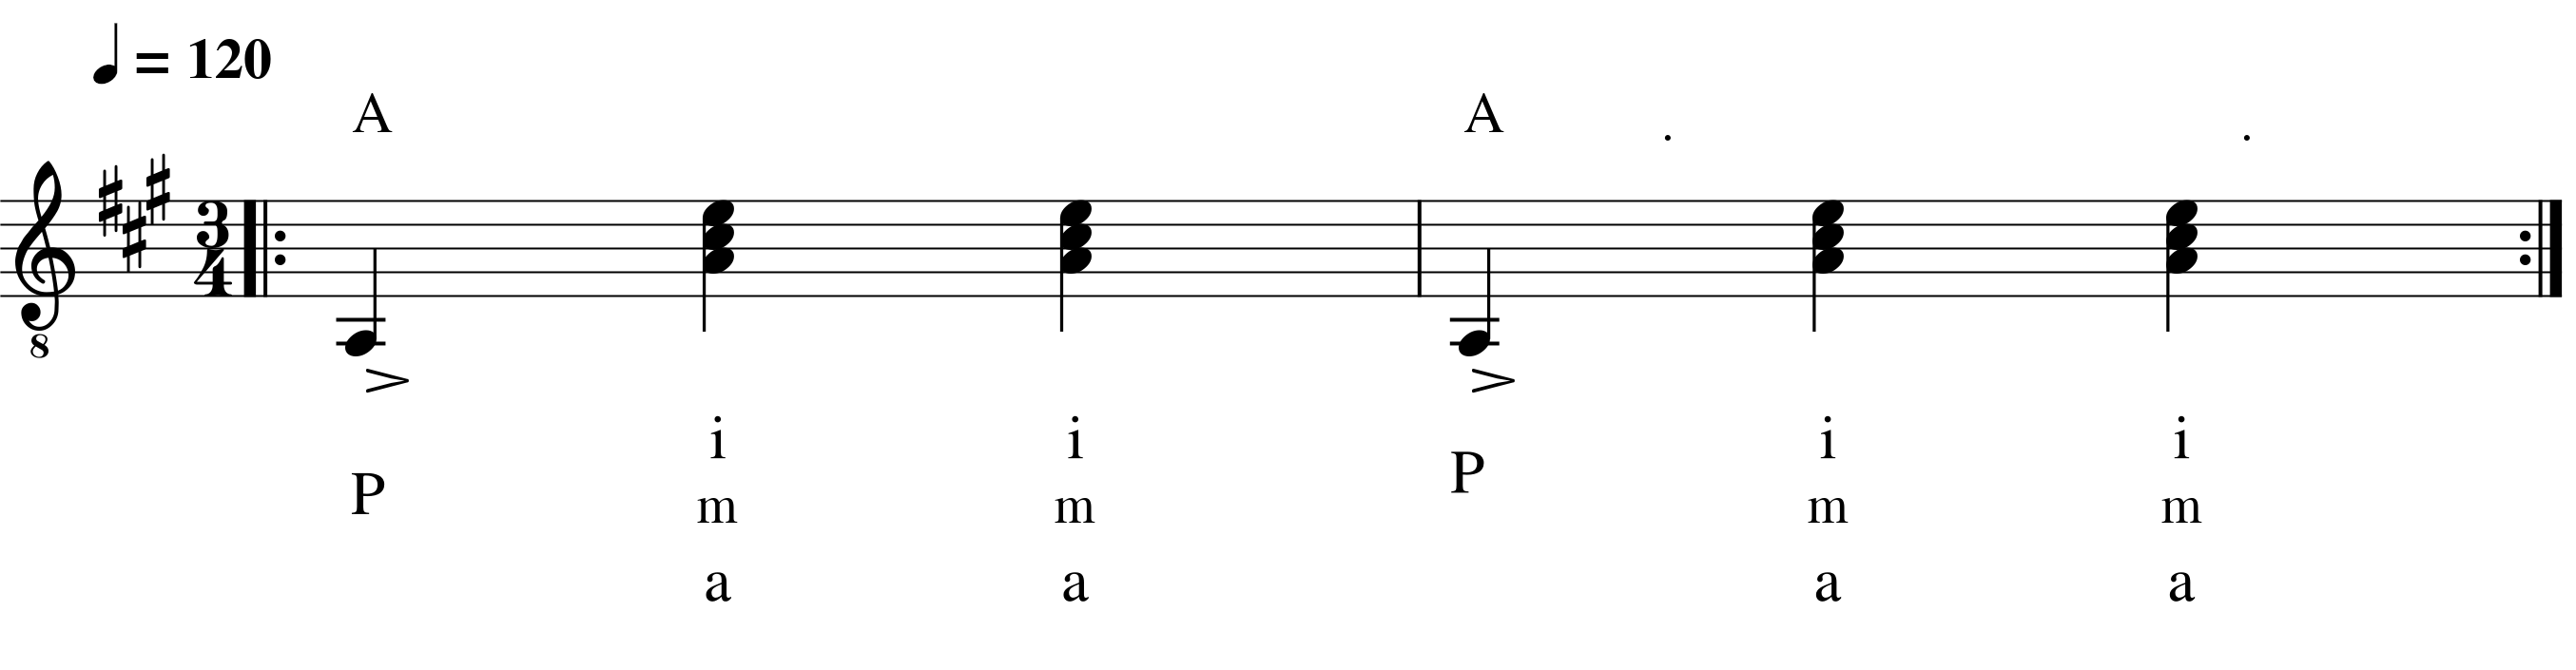 ♩ = 120
A A . .
3
4
8
> >
i i i i
P P
m m m m
a a a a